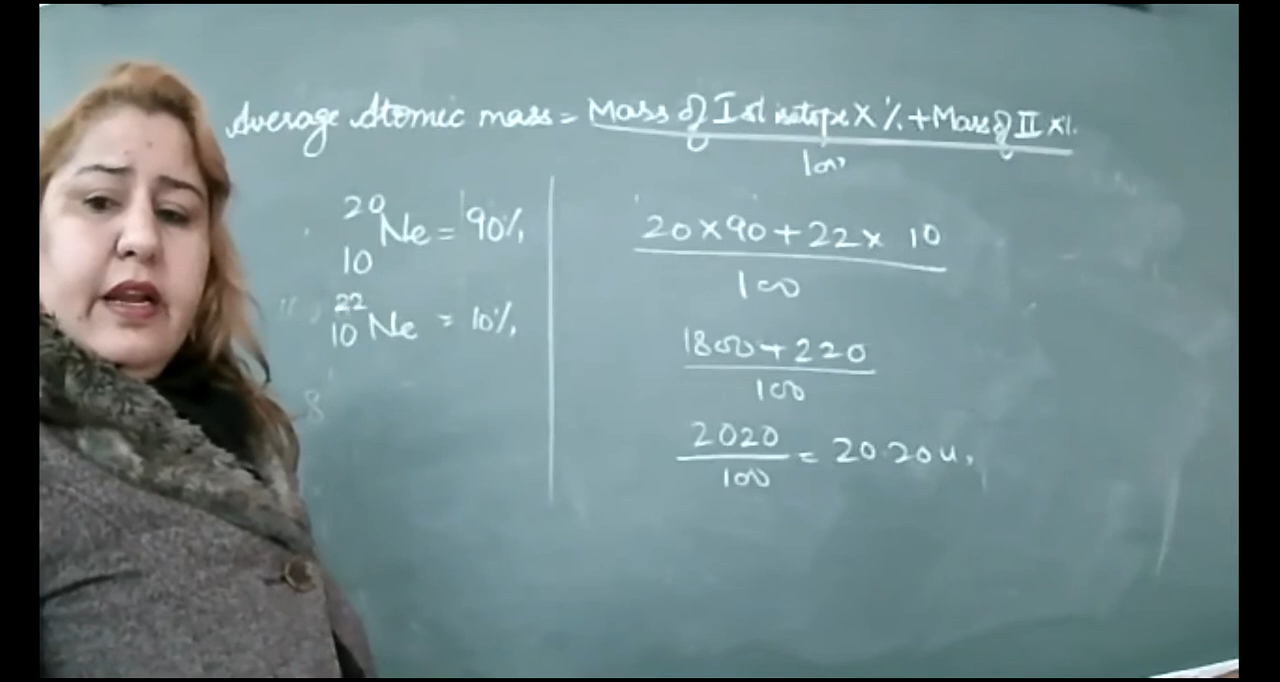 Average Atomic mass = Mass of Ist isotope X % + Mass of II X %
100
20
10 Ne = 90%
22
10 Ne = 10%
20 x 90 + 22 x 10
100
1800 + 220
100
2020
100 = 20.20 u.
8